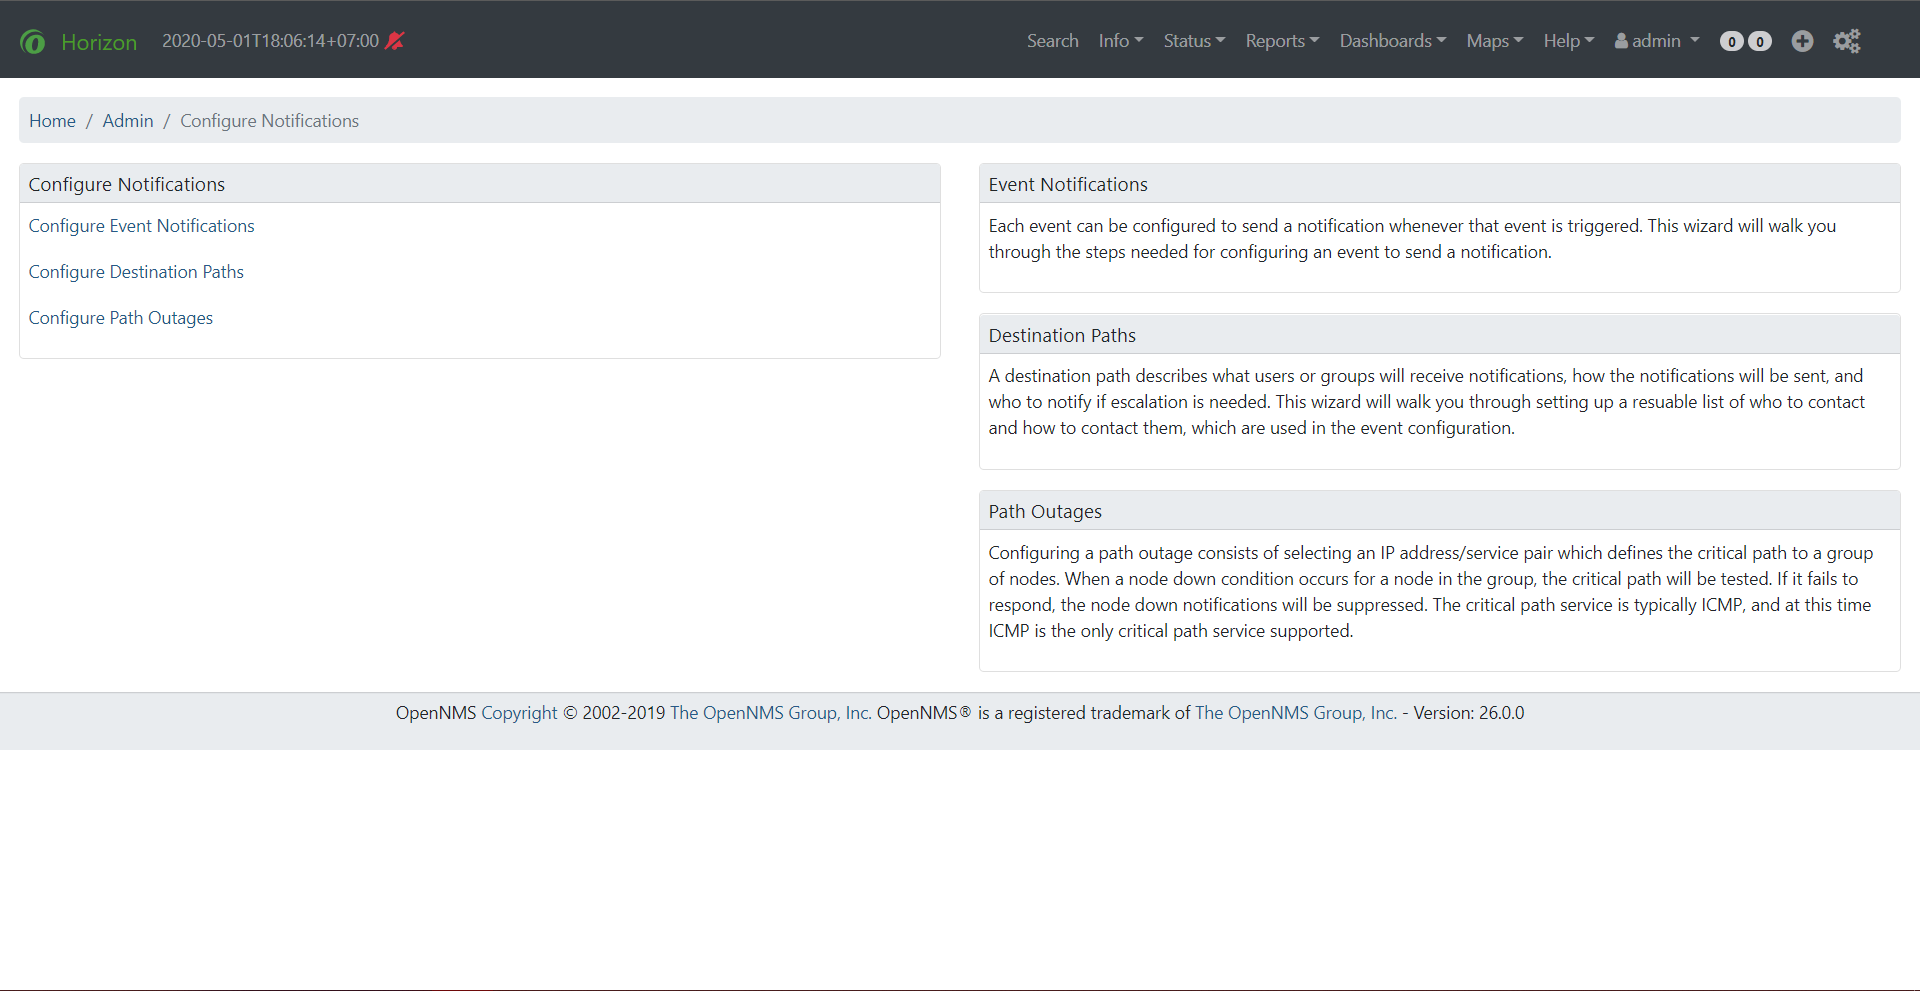 Horizon 2020-05-01T18:06:14+07:00 Search Info Status Reports Dashboards Maps Help admin 0 0
Home / Admin / Configure Notifications
Configure Notifications
Configure Event Notifications
Configure Destination Paths
Configure Path Outages
Event Notifications
Each event can be configured to send a notification whenever that event is triggered. This wizard will walk you
through the steps needed for configuring an event to send a notification.
Destination Paths
A destination path describes what users or groups will receive notifications, how the notifications will be sent, and
who to notify if escalation is needed. This wizard will walk you through setting up a resuable list of who to contact
and how to contact them, which are used in the event configuration.
Path Outages
Configuring a path outage consists of selecting an IP address/service pair which defines the critical path to a group
of nodes. When a node down condition occurs for a node in the group, the critical path will be tested. If it fails to
respond, the node down notifications will be suppressed. The critical path service is typically ICMP, and at this time
ICMP is the only critical path service supported.
OpenNMS Copyright © 2002-2019 The OpenNMS Group, Inc. OpenNMS® is a registered trademark of The OpenNMS Group, Inc. - Version: 26.0.0